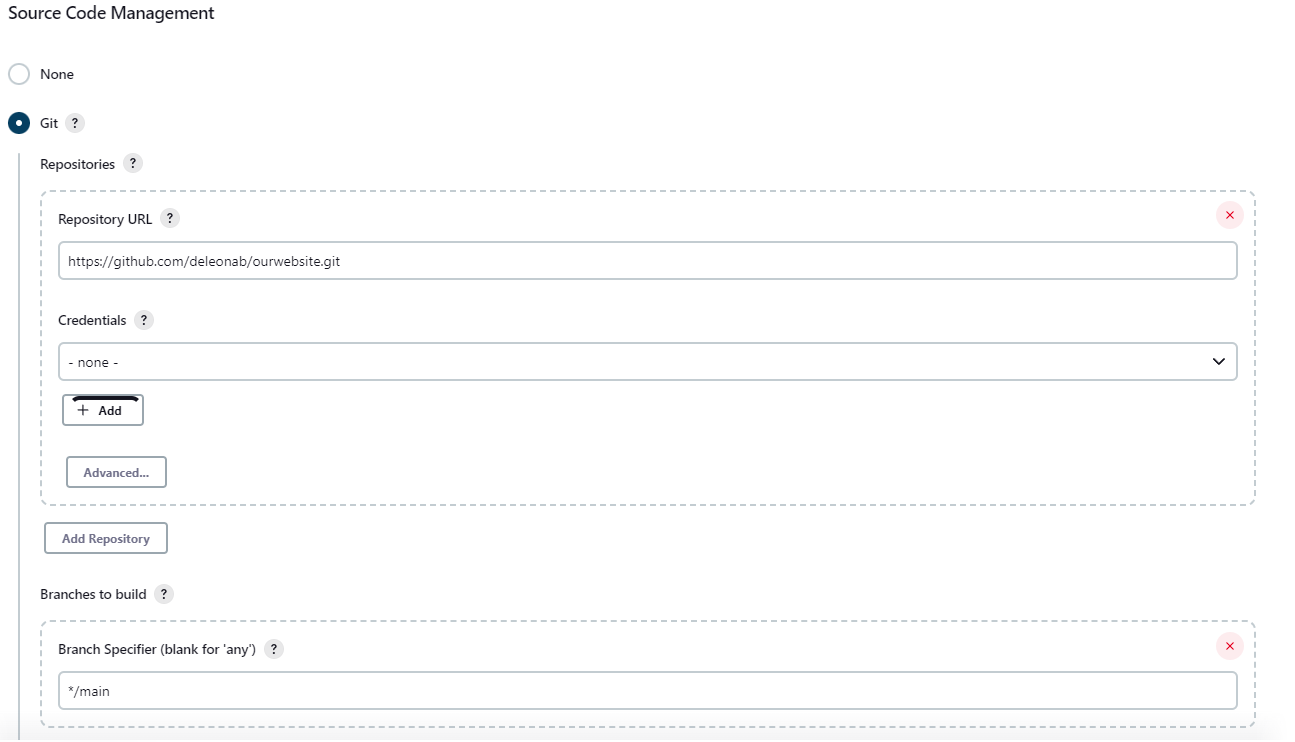 Source Code Management
None
Git ?
Repositories ?
Repository URL ?
https://github.com/deleonab/ourwebsite.git
Credentials ?
- none -
+ Add
Advanced...
Add Repository
Branches to build ?
Branch Specifier (blank for 'any') ?
*/main